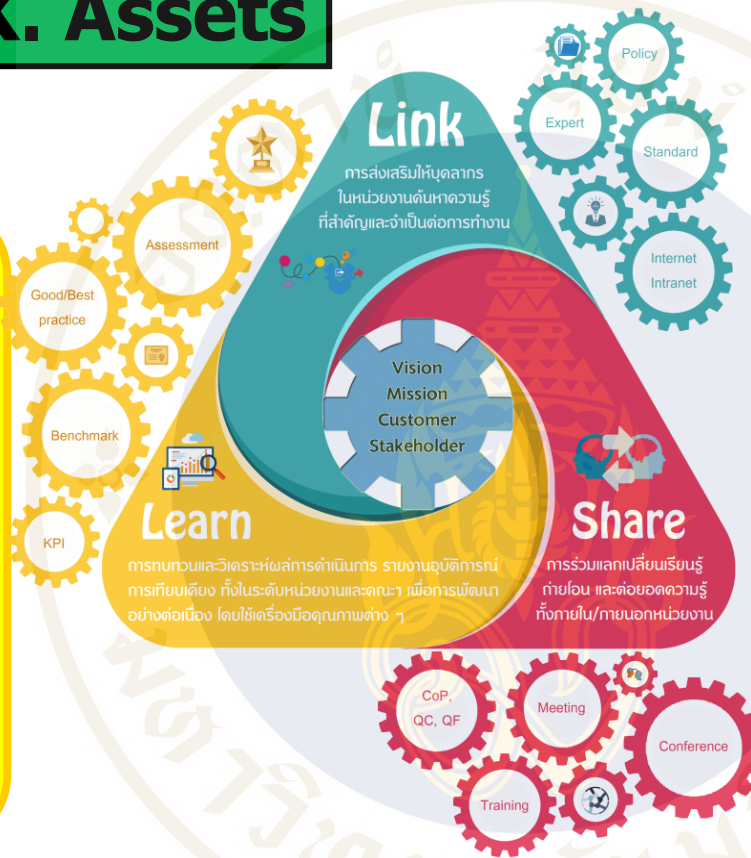 K. Assets
Link
การส่งเสริมให้บุคลากร
ในหน่วยงานค้นหาความรู้
ที่สำคัญและจำเป็นต่อการทำงาน
Policy
Expert
Standard
Internet
Intranet
Assessment
Good/Best
practice
Benchmark
KPI
Vision
Mission
Customer
Stakeholder
Learn
การทบทวนและวิเคราะห์ผลการดำเนินการ รายงานอุบัติการณ์
การเทียบเคียง ทั้งในระดับหน่วยงานและคณะฯ เพื่อการพัฒนา
อย่างต่อเนื่อง โดยใช้เครื่องมือคุณภาพต่าง ๆ
Share
การร่วมแลกเปลี่ยนเรียนรู้
ถ่ายโอน และต่อยอดความรู้
ทั้งภายใน/ภายนอกหน่วยงาน
CoP,
QC, QF
Meeting
Conference
Training